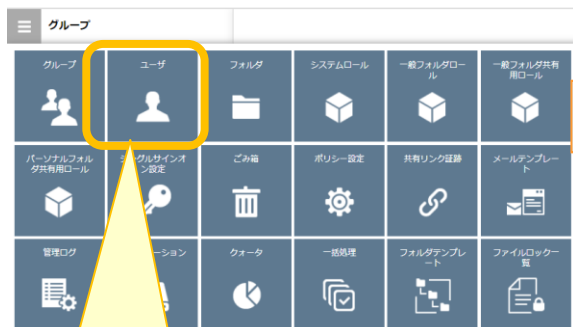 グループ
グループ
ユーザ
フォルダ
システムロール
一般フォルダロー
ル
一般フォルダ共有
用ロール
パーソナルフォル
ダ共有用ロール
グルサインオ
ン設定
ごみ箱
ポリシー設定
共有リンク証跡
メールテンプレー
ト
管理ログ
ーション
クォータ
一括処理
フォルダテンプレ
ート
ファイルロック一
覧